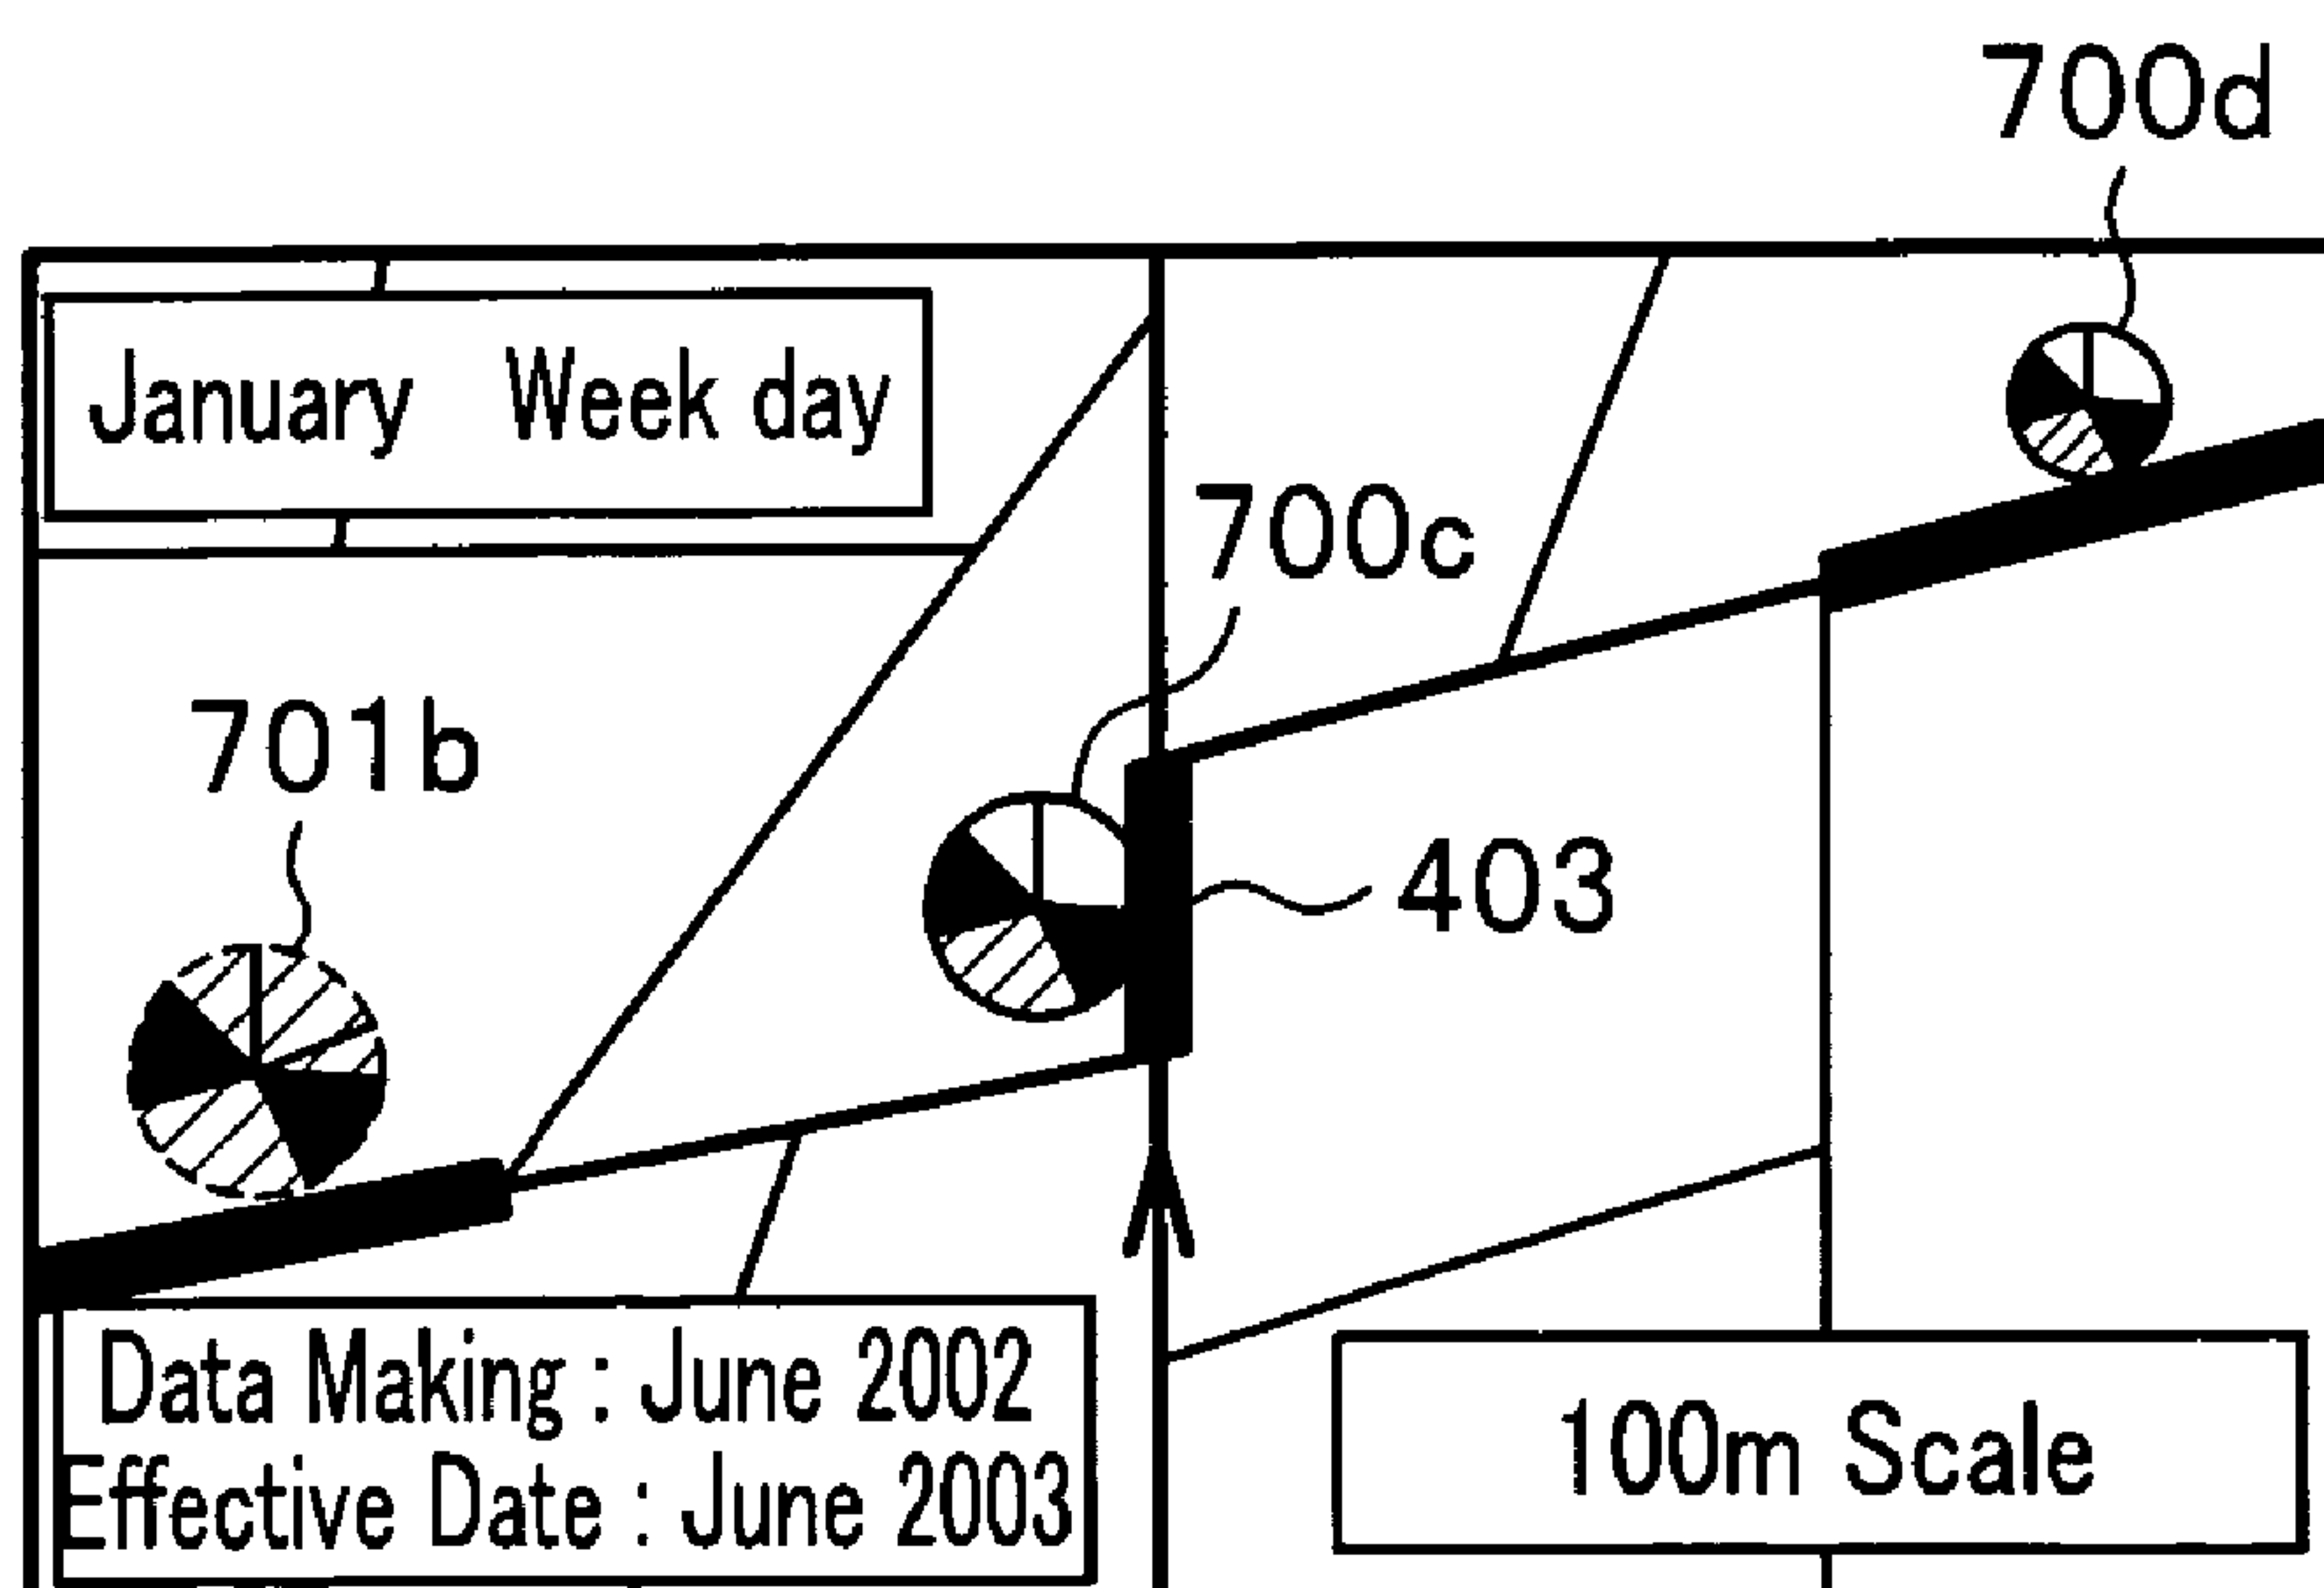 700d
January Week day
700c
701b
403
Data Making : June 2002
Effective Date : June 2003
100m Scale